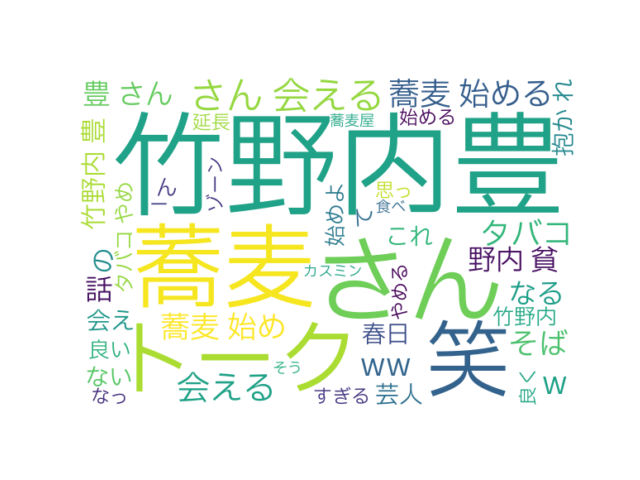 豊 さん
さん 会える
蕎麦 始める
抱か れ
延長
蕎麦屋
始める
竹野内 豊
竹野内豊
んー
ゾーン
思っ
食べ
タバコ やめ
の
始めよ
て
これ
タバコ
蕎麦
さん
野内 貧
話
カスミン
やめる
なる
会え
蕎麦 始め
トーク
春日
竹野内
笑
良い
そば
ww
ない
会える
そう
w
なっ
すぎる
芸人
良く